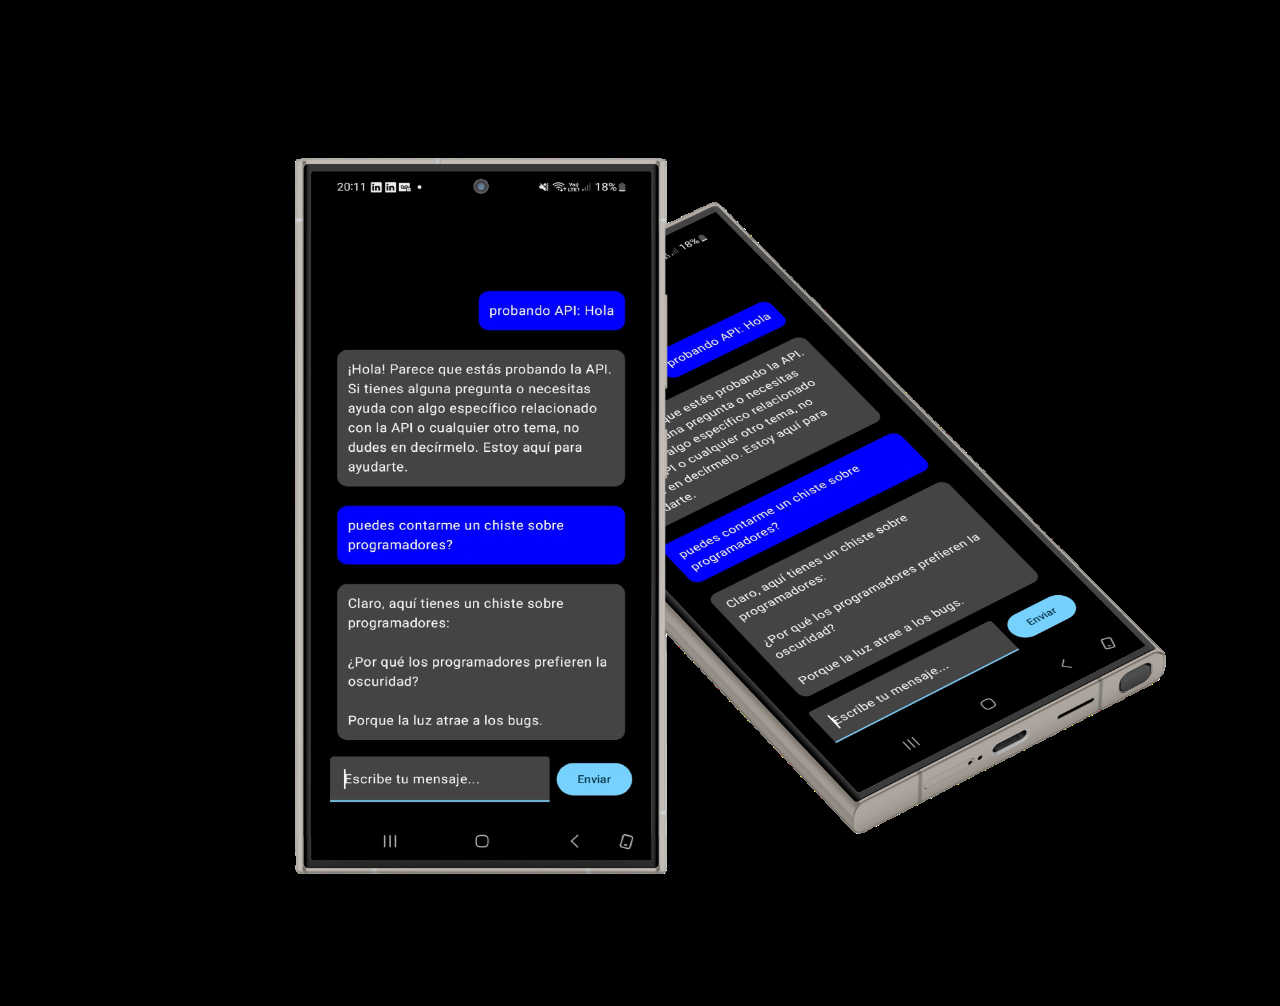 20:11
18%
probando API: Hola
¡Hola! Parece que estás probando la API.
Si tienes alguna pregunta o necesitas
ayuda con algo específico relacionado
con la API o cualquier otro tema, no
dudes en decírmelo. Estoy aquí para
ayudarte.
puedes contarme un chiste sobre
programadores?
Claro, aquí tienes un chiste sobre
programadores:
¿Por qué los programadores prefieren la
oscuridad?
Porque la luz atrae a los bugs.
Escribe tu mensaje...
Enviar
18%
probando API: Hola
que estás probando la API.
una pregunta o necesitas
algo específico relacionado
PI o cualquier otro tema, no
en decírmelo. Estoy aquí para
darte.
puedes contarme un chiste sobre
programadores?
Claro, aquí tienes un chiste sobre
programadores:
¿Por qué los programadores prefieren la
oscuridad?
Porque la luz atrae a los bugs.
Escribe tu mensaje...
Enviar